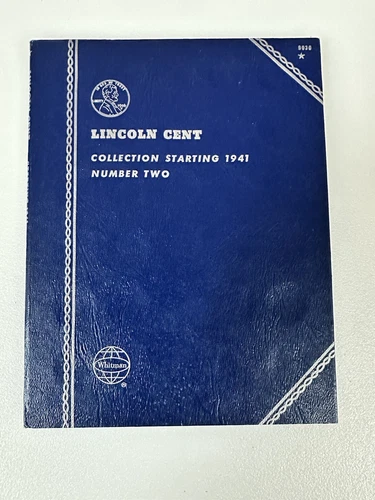 9030
★
LINCOLN CENT
COLLECTION STARTING 1941
NUMBER TWO
Whitman
®